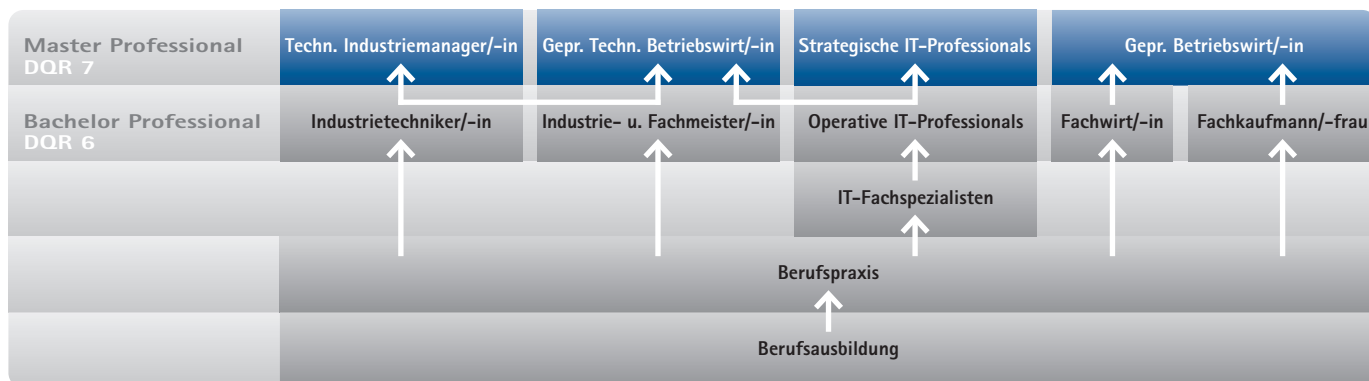 Master Professional
DQR 7
Techn. Industriemanager/-in
Gepr. Techn. Betriebswirt/-in
Strategische IT-Professionals
Gepr. Betriebswirt/-in
Bachelor Professional
DQR 6
Industrietechniker/-in
Industrie- u. Fachmeister/-in
Operative IT-Professionals
Fachwirt/-in
Fachkaufmann/-frau
IT-Fachspezialisten
Berufspraxis
Berufsausbildung